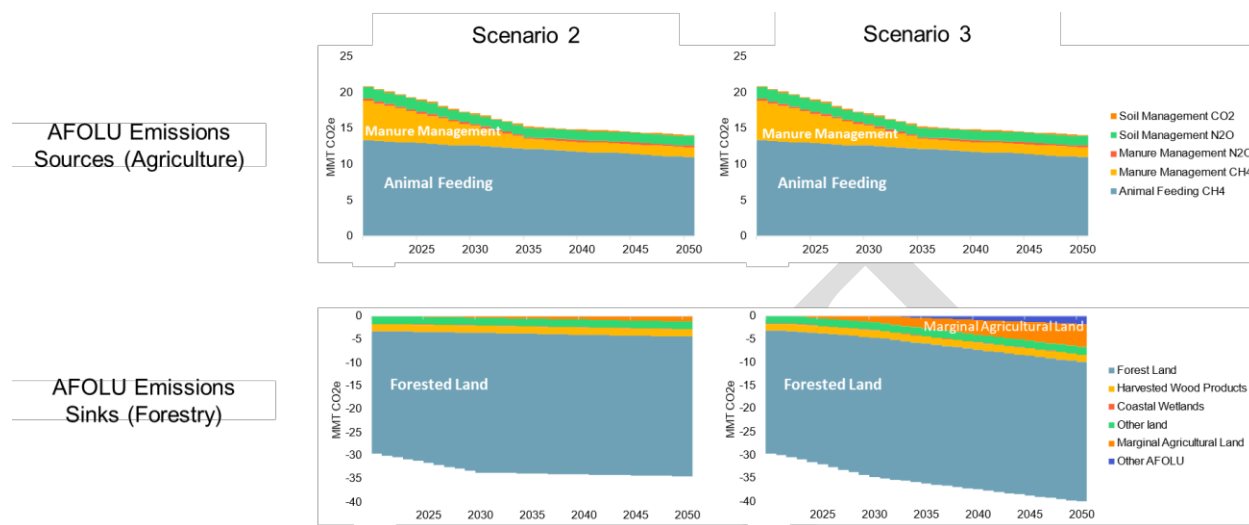 Scenario 2
Scenario 3
AFOLU Emissions
Sources (Agriculture)
MMT CO2e
25
20
15
10
5
0
Manure Management
Animal Feeding
2025 2030 2035 2040 2045 2050
MMT CO2e
25
20
15
10
5
0
Manure Management
Animal Feeding
2025 2030 2035 2040 2045 2050
Soil Management CO2
Soil Management N2O
Manure Management N2O
Manure Management CH4
Animal Feeding CH4
AFOLU Emissions
Sinks (Forestry)
MMT CO2e
0
-5
-10
-15
-20
-25
-30
-35
-40
Forested Land
2025 2030 2035 2040 2045 2050
MMT CO2e
0
-5
-10
-15
-20
-25
-30
-35
-40
Marginal Agricultural Land
Forested Land
2025 2030 2035 2040 2045 2050
Forest Land
Harvested Wood Products
Coastal Wetlands
Other land
Marginal Agricultural Land
Other AFOLU